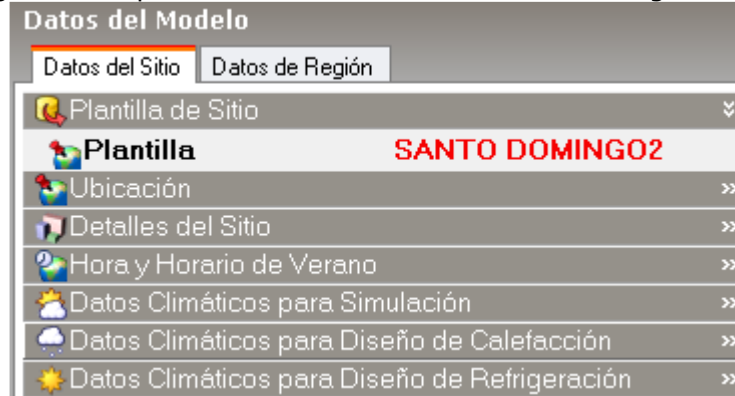 Datos del Modelo
Datos del Sitio Datos de Región
Plantilla de Sitio
Plantilla SANTO DOMINGO2
Ubicación
Detalles del Sitio
Hora y Horario de Verano
Datos Climáticos para Simulación
Datos Climáticos para Diseño de Calefacción
Datos Climáticos para Diseño de Refrigeración